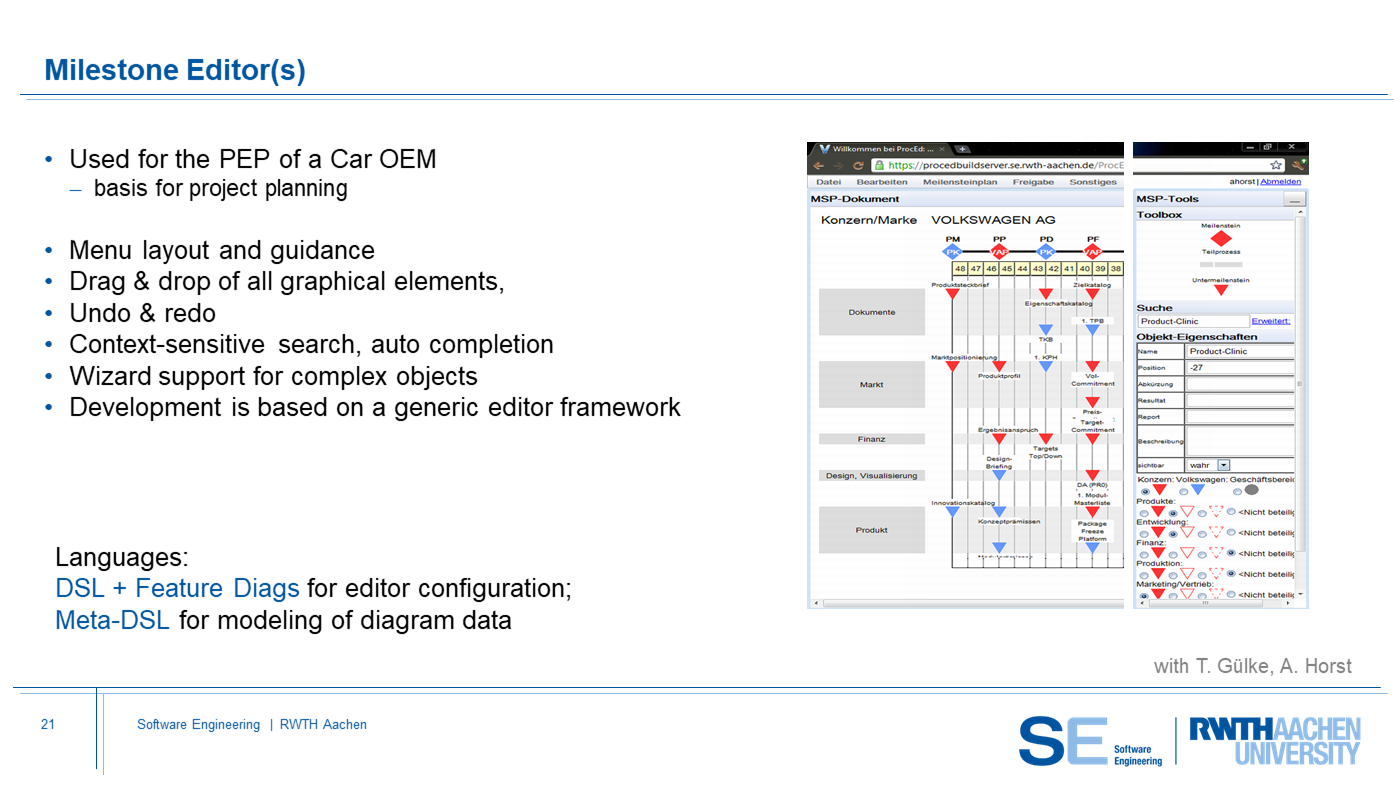 Milestone Editor(s)
• Used for the PEP of a Car OEM
– basis for project planning
• Menu layout and guidance
• Drag & drop of all graphical elements,
• Undo & redo
• Context-sensitive search, auto completion
• Wizard support for complex objects
• Development is based on a generic editor framework
Languages:
DSL + Feature Diags for editor configuration;
Meta-DSL for modeling of diagram data
Willkommen bei ProcEd: ...
https://procedbuildserver.se.rwth-aachen.de/ProcE
Datei Bearbeiten Meilensteinplan Freigabe Sonstiges
MSP-Dokument
Konzern/Marke VOLKSWAGEN AG
PM PP PD PF
PK VAP PK VAP
48 47 46 45 44 43 42 41 40 39 38
Produktsteckbrief Zielkatalog
Eigenschaftskatalog
Dokumente
1. TPB
TKB
Marktpositionierung 1. KPH
Produktprofil Vol-
Commitment
Markt
Preis-
Target-
Ergebnisanspruch Commitment
Finanz
Targets
Top/Down
Design-
Briefing
Design, Visualisierung
DA (PR0)
1. Modul-
Masterliste
Innovationskatalog
Konzeptprämissen
Package
Freeze
Platform
Produkt
ahorst | Abmelden
MSP-Tools
Toolbox
Meilenstein
Teilprozess
Untermeilenstein
Suche
Product-Clinic Erweitert:
Objekt-Eigenschaften
Name Product-Clinic
Position -27
Abkürzung
Resultat
Report
Beschreibung
sichtbar wahr
Konzern: Volkswagen: Geschäftsbereic
Produkte:
<Nicht beteilig
Entwicklung:
<Nicht beteilig
Finanz:
<Nicht beteilig
Produktion:
<Nicht beteilig
Marketing/Vertrieb:
<Nicht beteilig
with T. Gülke, A. Horst
21 Software Engineering | RWTH Aachen
SE Software
Engineering
RWTH AACHEN
UNIVERSITY